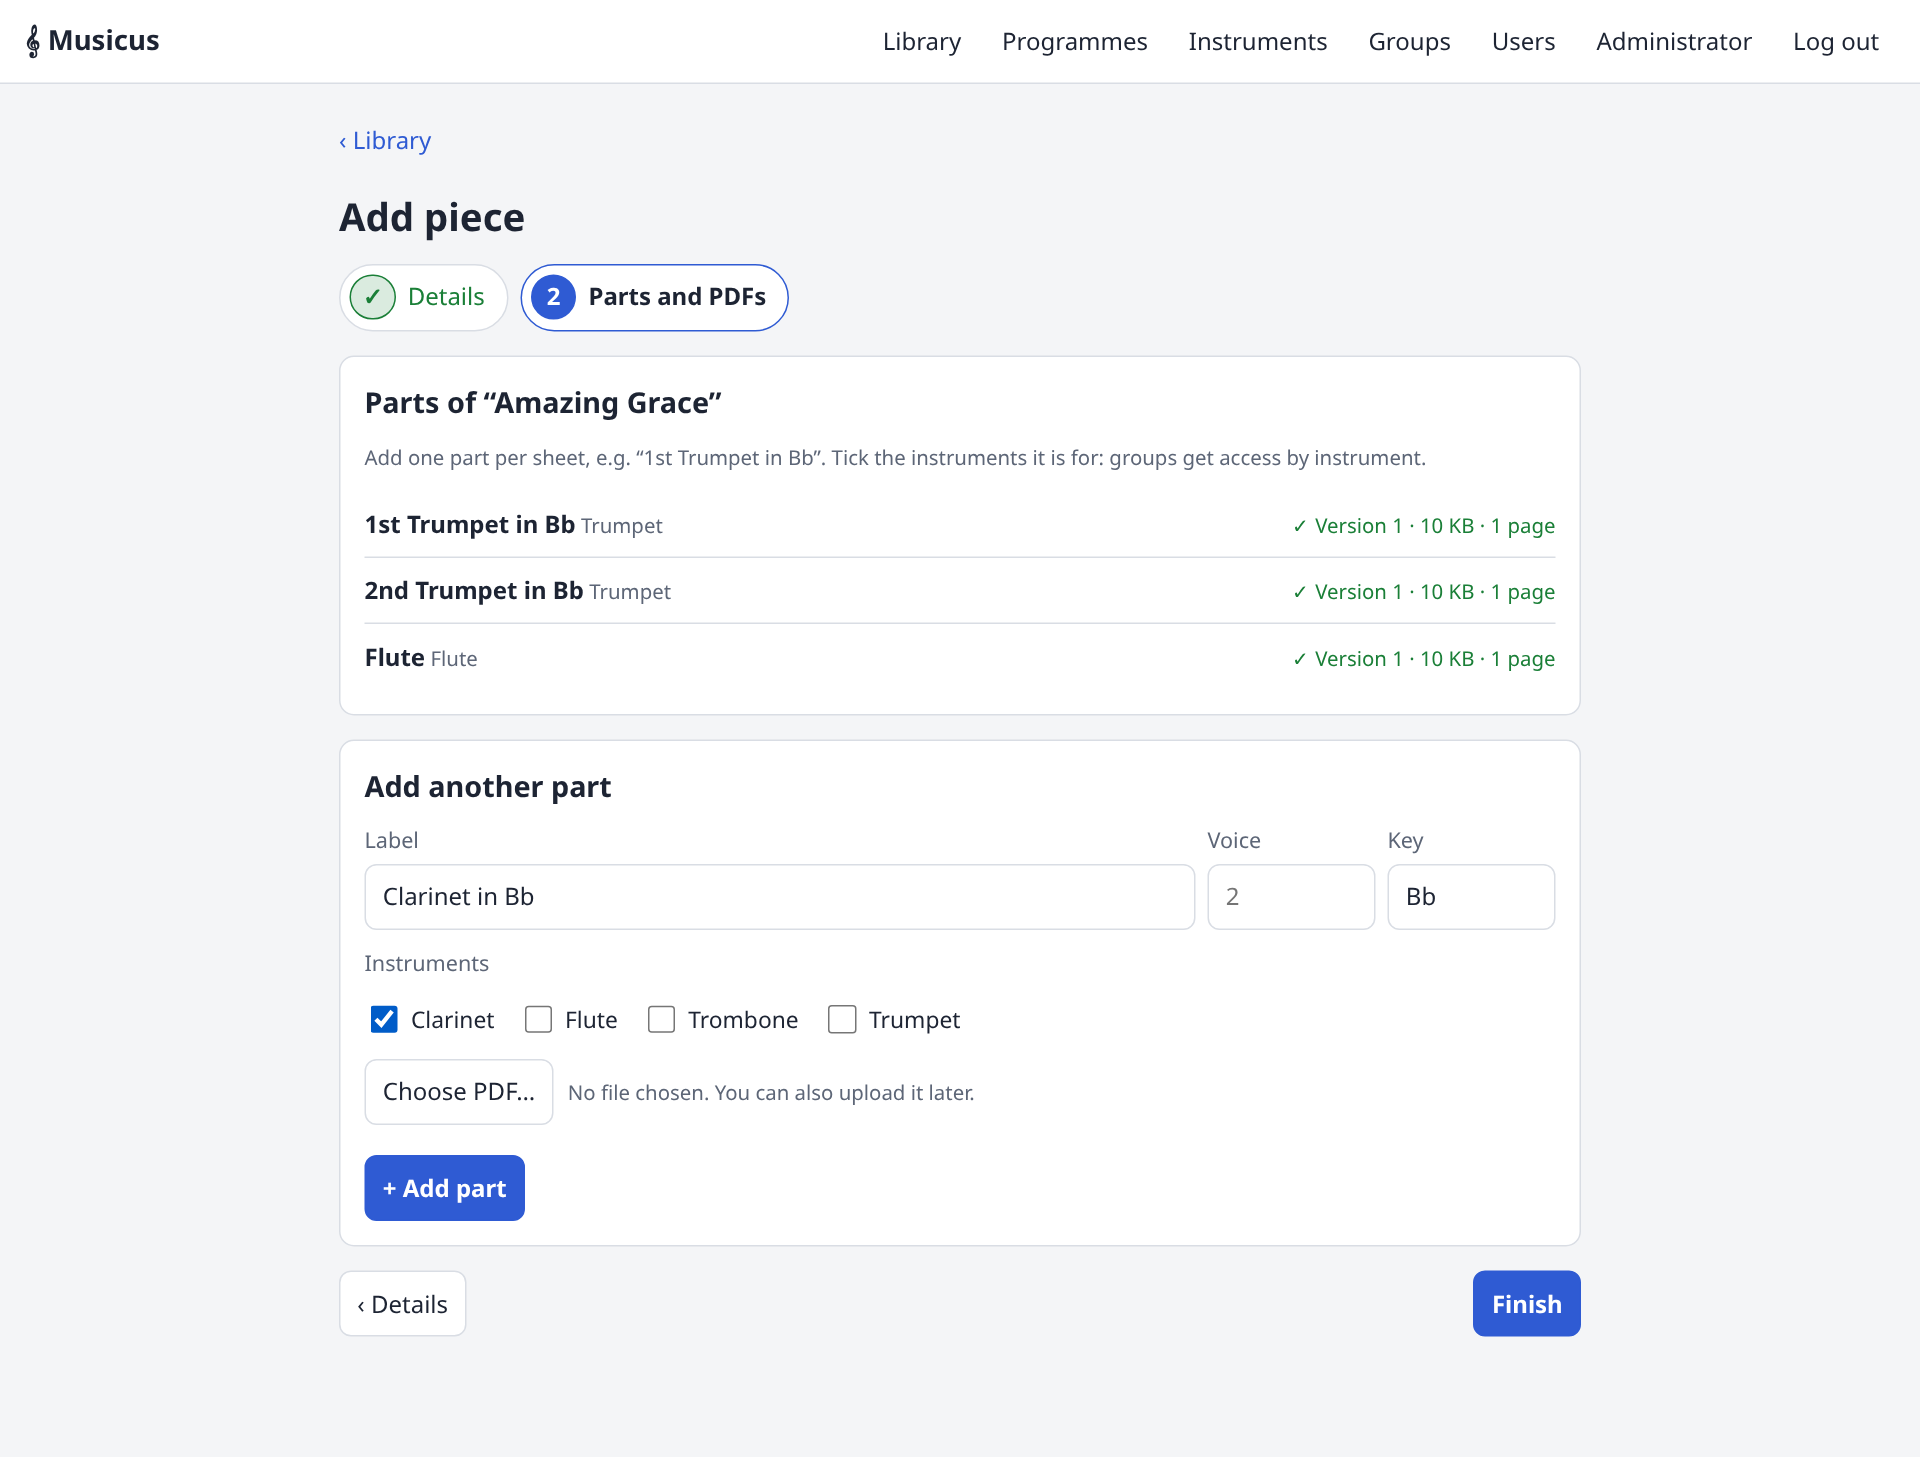 Musicus
Library Programmes Instruments Groups Users Administrator Log out
‹ Library
Add piece
✓ Details 2 Parts and PDFs
Parts of “Amazing Grace”
Add one part per sheet, e.g. “1st Trumpet in Bb”. Tick the instruments it is for: groups get access by instrument.
1st Trumpet in Bb Trumpet ✓ Version 1 · 10 KB · 1 page
2nd Trumpet in Bb Trumpet ✓ Version 1 · 10 KB · 1 page
Flute Flute ✓ Version 1 · 10 KB · 1 page
Add another part
Label Voice Key
Clarinet in Bb 2 Bb
Instruments
Clarinet Flute Trombone Trumpet
Choose PDF... No file chosen. You can also upload it later.
+ Add part
‹ Details Finish